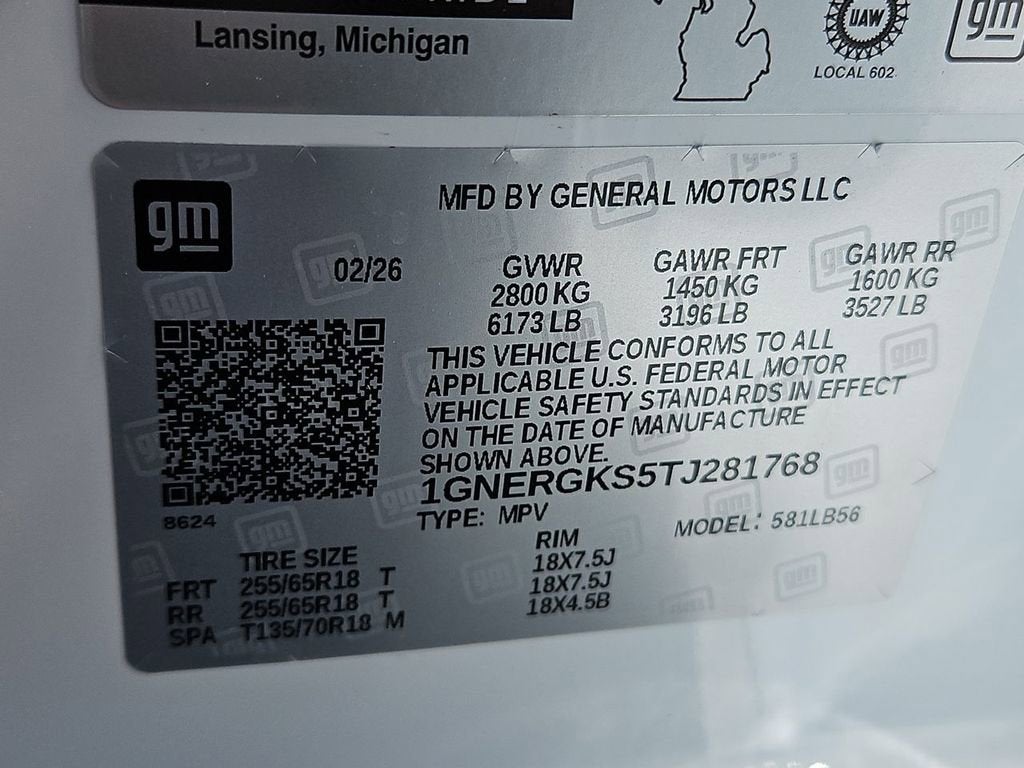 Lansing, Michigan
UAW
LOCAL 602
gm
gm
MFD BY GENERAL MOTORS LLC
02/26
GVWR GAWR FRT GAWR RR
2800 KG 1450 KG 1600 KG
6173 LB 3196 LB 3527 LB
THIS VEHICLE CONFORMS TO ALL
APPLICABLE U.S. FEDERAL MOTOR
VEHICLE SAFETY STANDARDS IN EFFECT
ON THE DATE OF MANUFACTURE
SHOWN ABOVE.
1GNERGKS5TJ281768
8624
TYPE: MPV MODEL: 581LB56
TIRE SIZE RIM
FRT 255/65R18 T 18X7.5J
RR 255/65R18 T 18X7.5J
SPA T135/70R18 M 18X4.5B